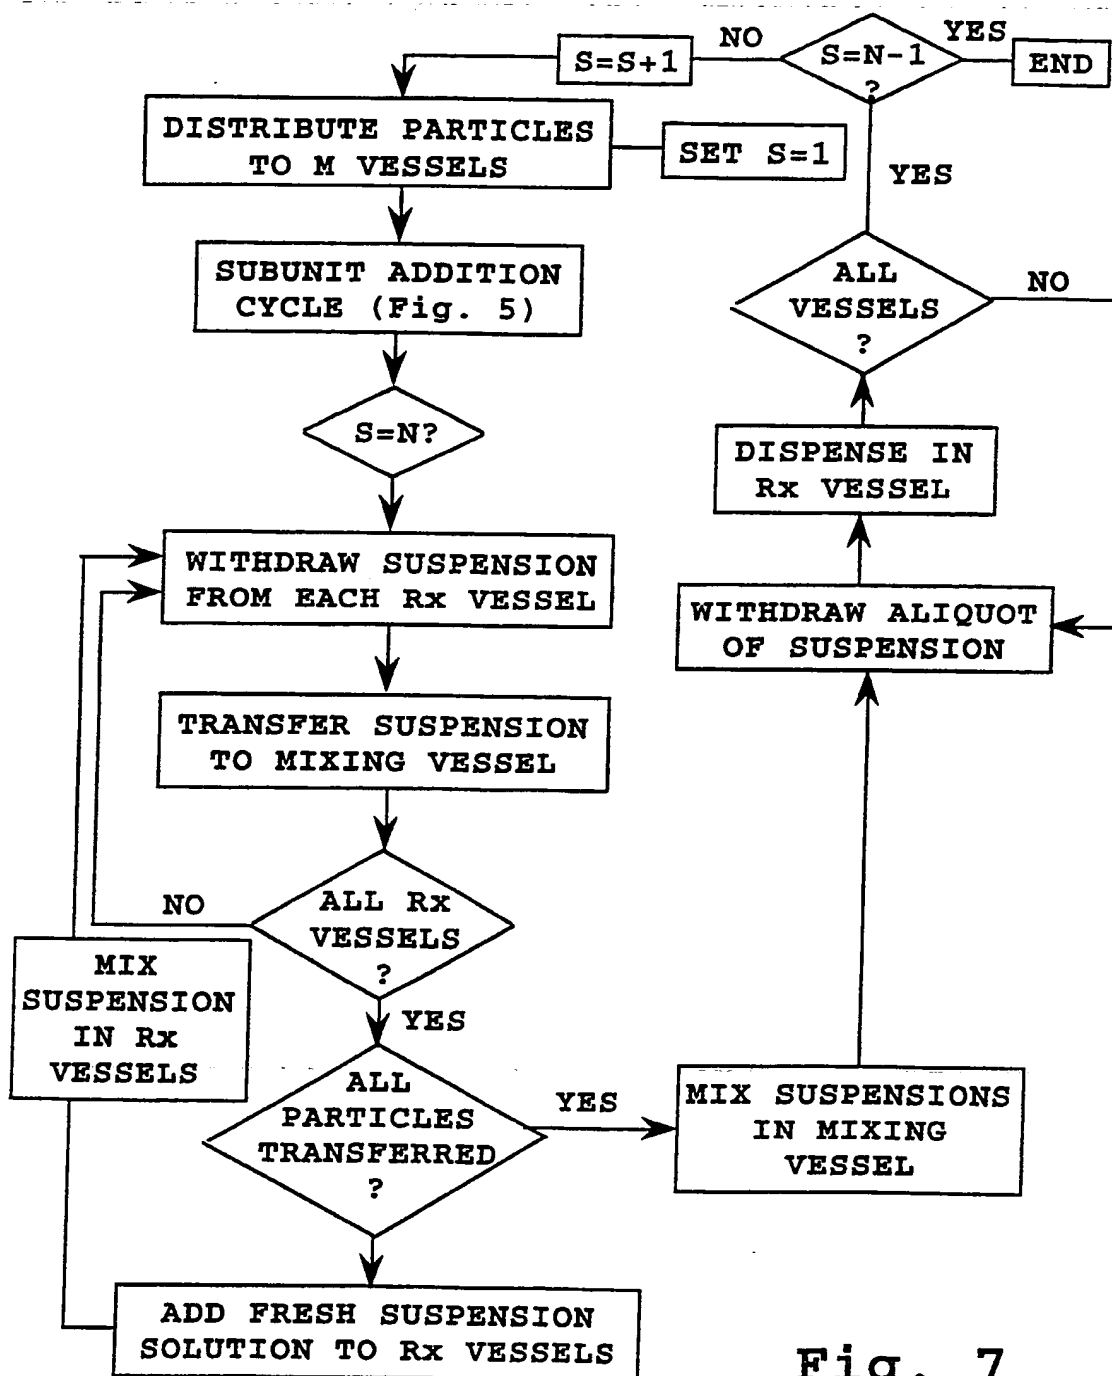 S=S+1
NO
S=N-1
?
YES
END
DISTRIBUTE PARTICLES
TO M VESSELS
SET S=1
YES
SUBUNIT ADDITION
CYCLE (Fig. 5)
ALL
VESSELS
?
NO
S=N?
DISPENSE IN
Rx VESSEL
WITHDRAW SUSPENSION
FROM EACH Rx VESSEL
WITHDRAW ALIQUOT
OF SUSPENSION
TRANSFER SUSPENSION
TO MIXING VESSEL
NO
ALL Rx
VESSELS
?
MIX
SUSPENSION
IN Rx
VESSELS
YES
ALL
PARTICLES
TRANSFERRED
?
YES
MIX SUSPENSIONS
IN MIXING
VESSEL
ADD FRESH SUSPENSION
SOLUTION TO Rx VESSELS
Fig. 7